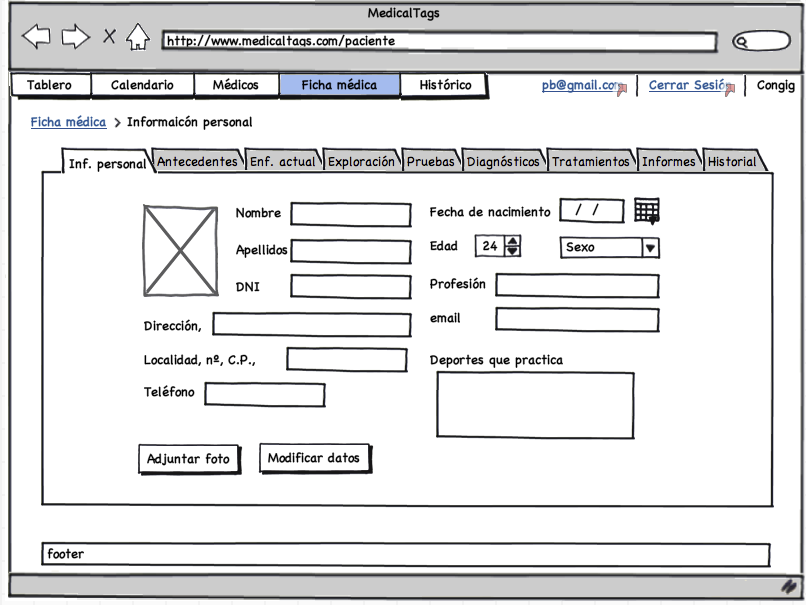 MedicalTags
http://www.medicaltags.com/paciente
Tablero Calendario Médicos Ficha médica Histórico pb@gmail.com Cerrar Sesión Congig
Ficha médica > Informaicón personal
Inf. personal Antecedentes Enf. actual Exploración Pruebas Diagnósticos Tratamientos Informes Historial
Nombre Fecha de nacimiento / /
Apellidos Edad 24 Sexo
DNI Profesión
Dirección, email
Localidad, nº, C.P., Deportes que practica
Teléfono
Adjuntar foto Modificar datos
footer